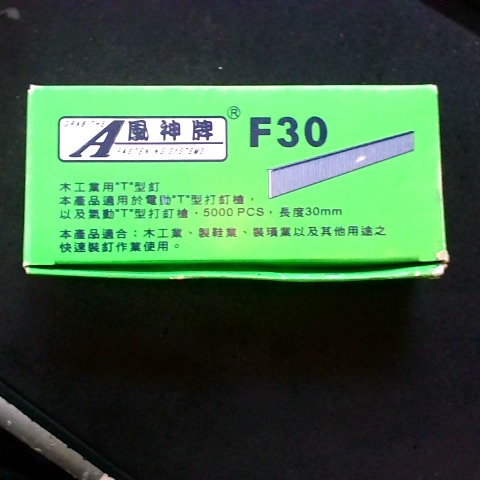 GRAB THE
A 風神牌 ®
FASTENING SYSTEMS
F30
木工業用"T"型釘
本產品適用於電動"T"型打釘槍，
以及氣動"T"型打釘槍，5000 PCS，長度30mm
本產品適合：木工業、製鞋業、裝璜業以及其他用途之
快速裝釘作業使用。